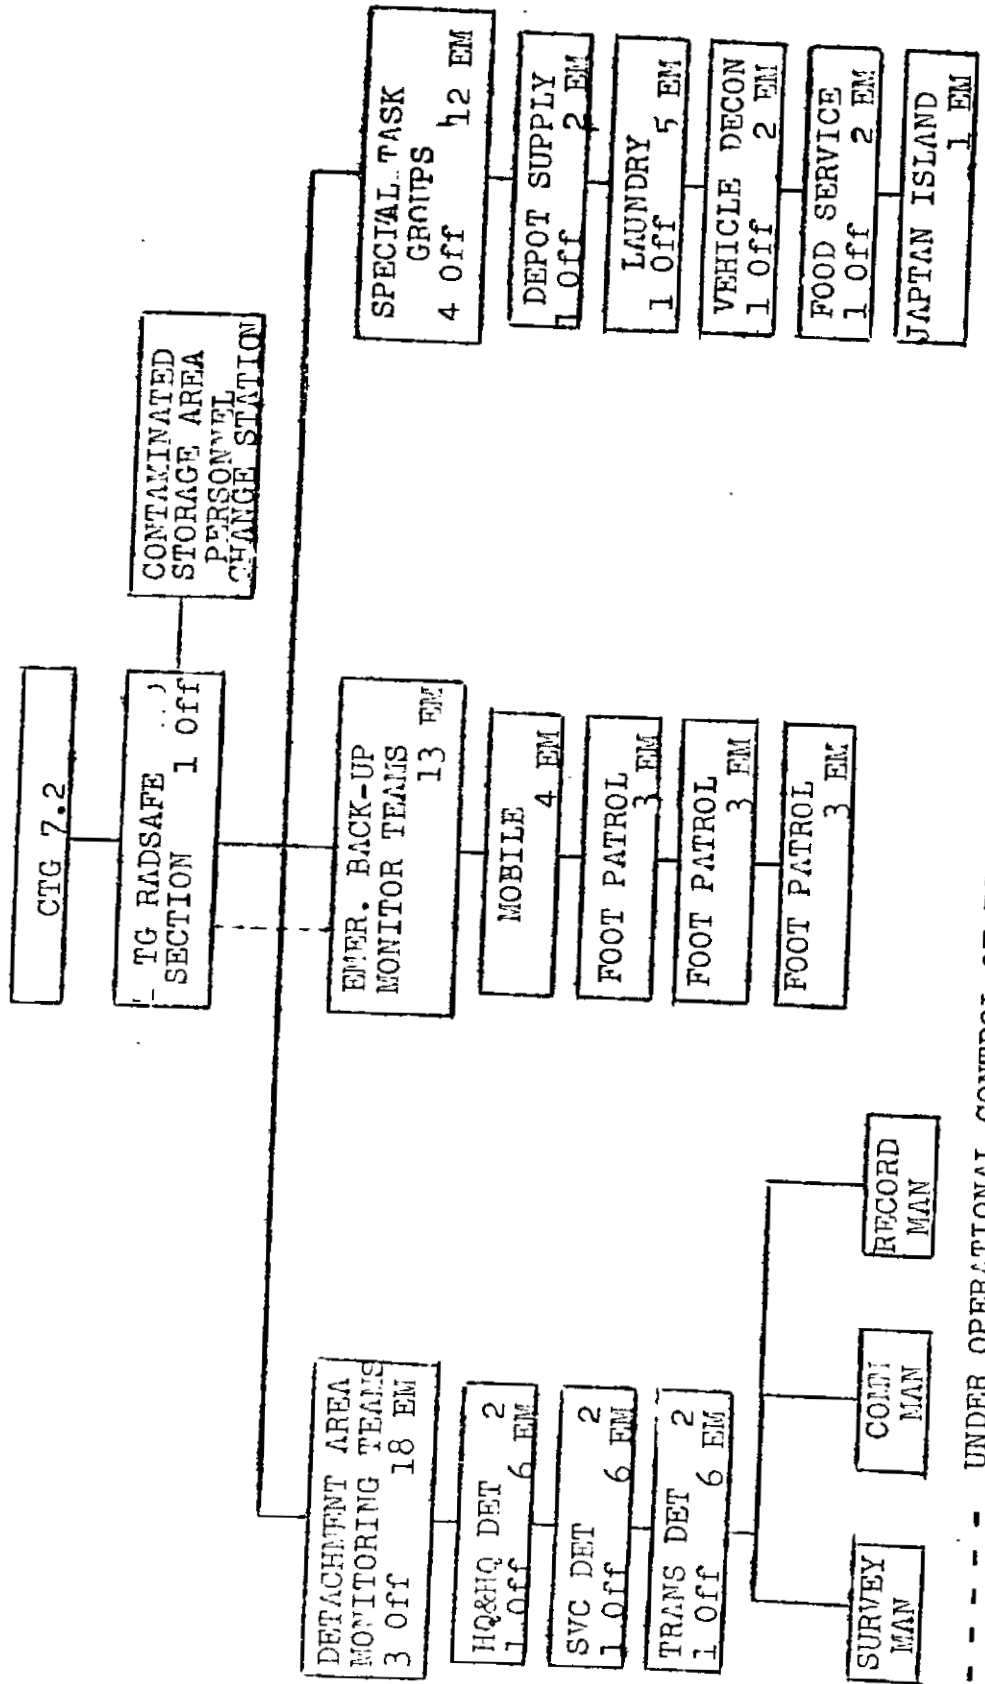 CTG 7.2
TG RADSAFE
SECTION 1 Off
CONTAMINATED
STORAGE AREA
PERSONNEL
CHANGE STATION
DETACHMENT AREA
MONITORING TEAMS
3 Off 18 EM
HQ&HQ DET 2
1 Off 6 EM
SVC DET 2
1 Off 6 EM
TRANS DET 2
1 Off 6 EM
SURVEY
MAN
COMM
MAN
RECORD
MAN
EMER. BACK-UP
MONITOR TEAMS
13 EM
MOBILE
4 EM
FOOT PATROL
3 EM
FOOT PATROL
3 EM
FOOT PATROL
3 EM
SPECIAL TASK
GROUPS
4 Off 12 EM
DEPOT SUPPLY
1 Off 2 EM
LAUNDRY
1 Off 5 EM
VEHICLE DECON
1 Off 2 EM
FOOD SERVICE
1 Off 2 EM
JAPTAN ISLAND
1 EM
- - - - - UNDER OPERATIONAL CONTROL OF